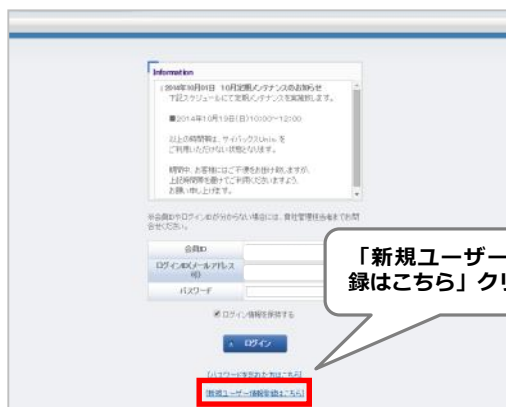 Information
2014年10月01日 10月定期メンテナンスのお知らせ
下記スケジュールにて定期メンテナンスを実施致します。
■2014年10月19日(日)10:00~12:00
以上の時間帯は、サイバックスUniv.を
ご利用いただけない状態となります。
期間中、お客様にはご不便をお掛け致しますが、
上記時間帯を避けてご利用くださいますよう、
お願い申し上げます。
※会員IDやログインIDが分からない場合には、貴社管理担当者までお問
合せください。
会員ID
ログインID(メールアドレス
可)
パスワード
ログイン情報を保持する
ログイン
[パスワードを忘れた方はこちら]
[新規ユーザー情報登録はこちら]
「新規ユーザー
録はこちら」クリ